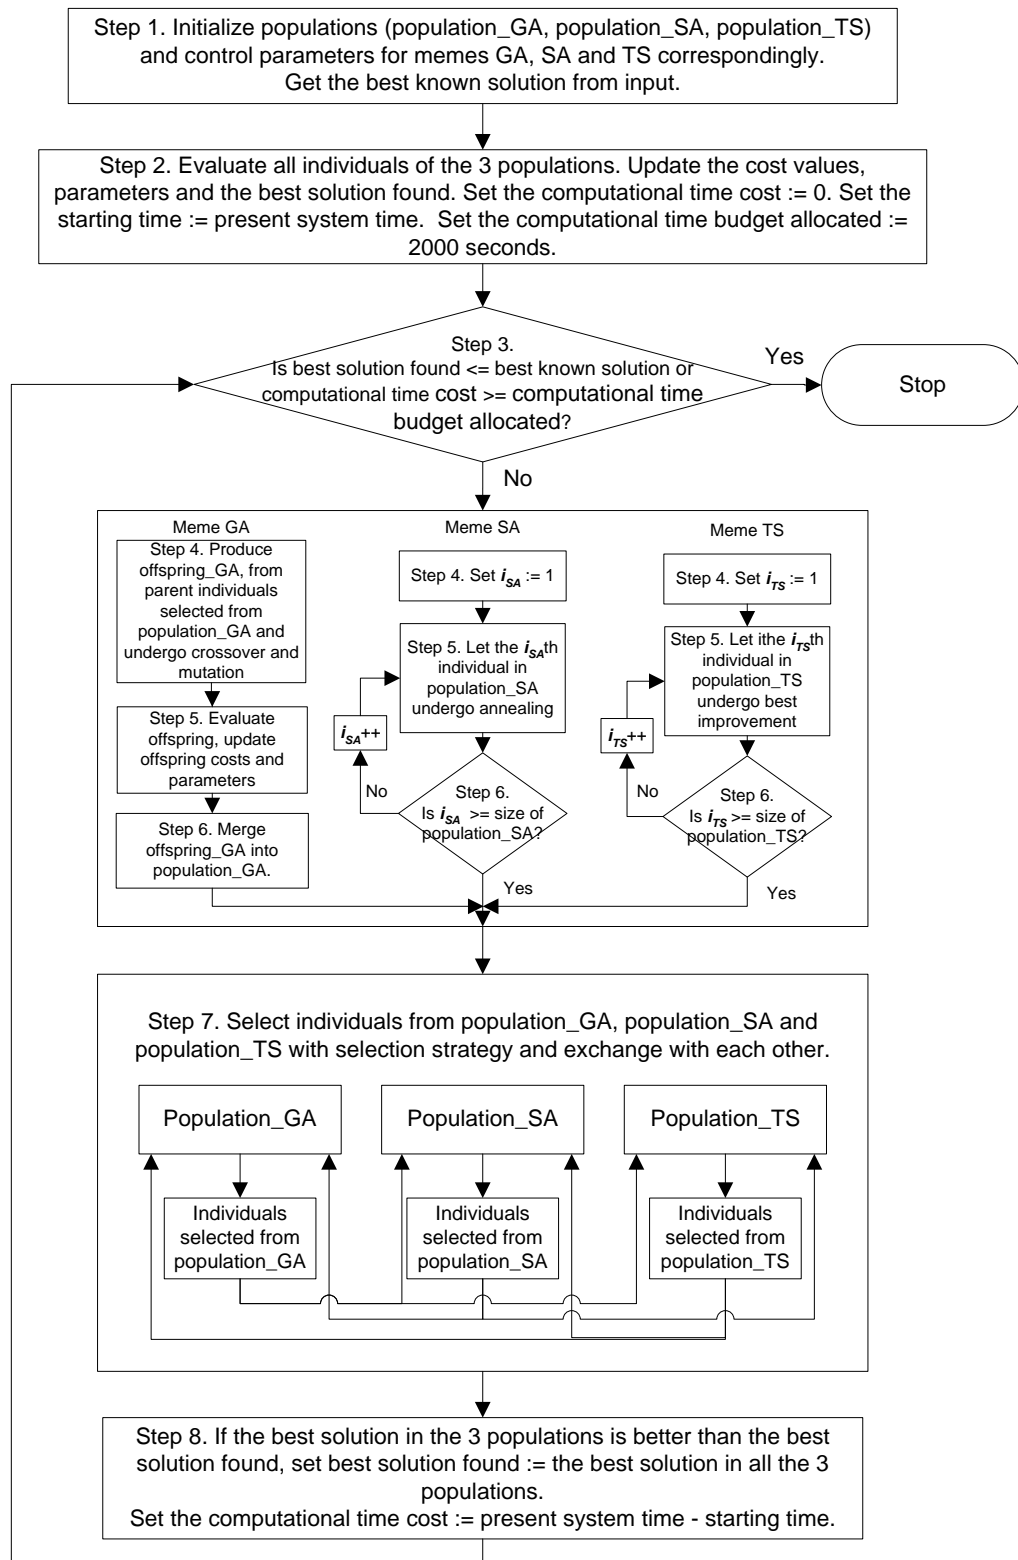 Step 1. Initialize populations (population_GA, population_SA, population_TS)
and control parameters for memes GA, SA and TS correspondingly.
Get the best known solution from input.
Step 2. Evaluate all individuals of the 3 populations. Update the cost values,
parameters and the best solution found. Set the computational time cost := 0. Set the
starting time := present system time.  Set the computational time budget allocated :=
2000 seconds.
Step 3.
Is best solution found <= best known solution or
computational time cost >= computational time
budget allocated?
Yes
Stop
No
Meme GA
Step 4. Produce
offspring_GA, from
parent individuals
selected from
population_GA and
undergo crossover and
mutation
Step 5. Evaluate
offspring, update
offspring costs and
parameters
Step 6. Merge
offspring_GA into
population_GA.
Meme SA
Step 4. Set i_SA := 1
Step 5. Let the i_SAth
individual in
population_SA
undergo annealing
i_SA++
No
Step 6.
Is i_SA >= size of
population_SA?
Yes
Meme TS
Step 4. Set i_TS := 1
Step 5. Let ithe i_TSth
individual in
population_TS
undergo best
improvement
i_TS++
No
Step 6.
Is i_TS >= size of
population_TS?
Yes
Step 7. Select individuals from population_GA, population_SA and
population_TS with selection strategy and exchange with each other.
Population_GA
Population_SA
Population_TS
Individuals
selected from
population_GA
Individuals
selected from
population_SA
Individuals
selected from
population_TS
Step 8. If the best solution in the 3 populations is better than the best
solution found, set best solution found := the best solution in all the 3
populations.
Set the computational time cost := present system time - starting time.